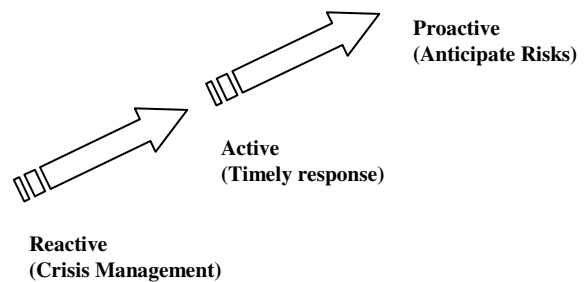 Proactive
(Anticipate Risks)
Active
(Timely response)
Reactive
(Crisis Management)